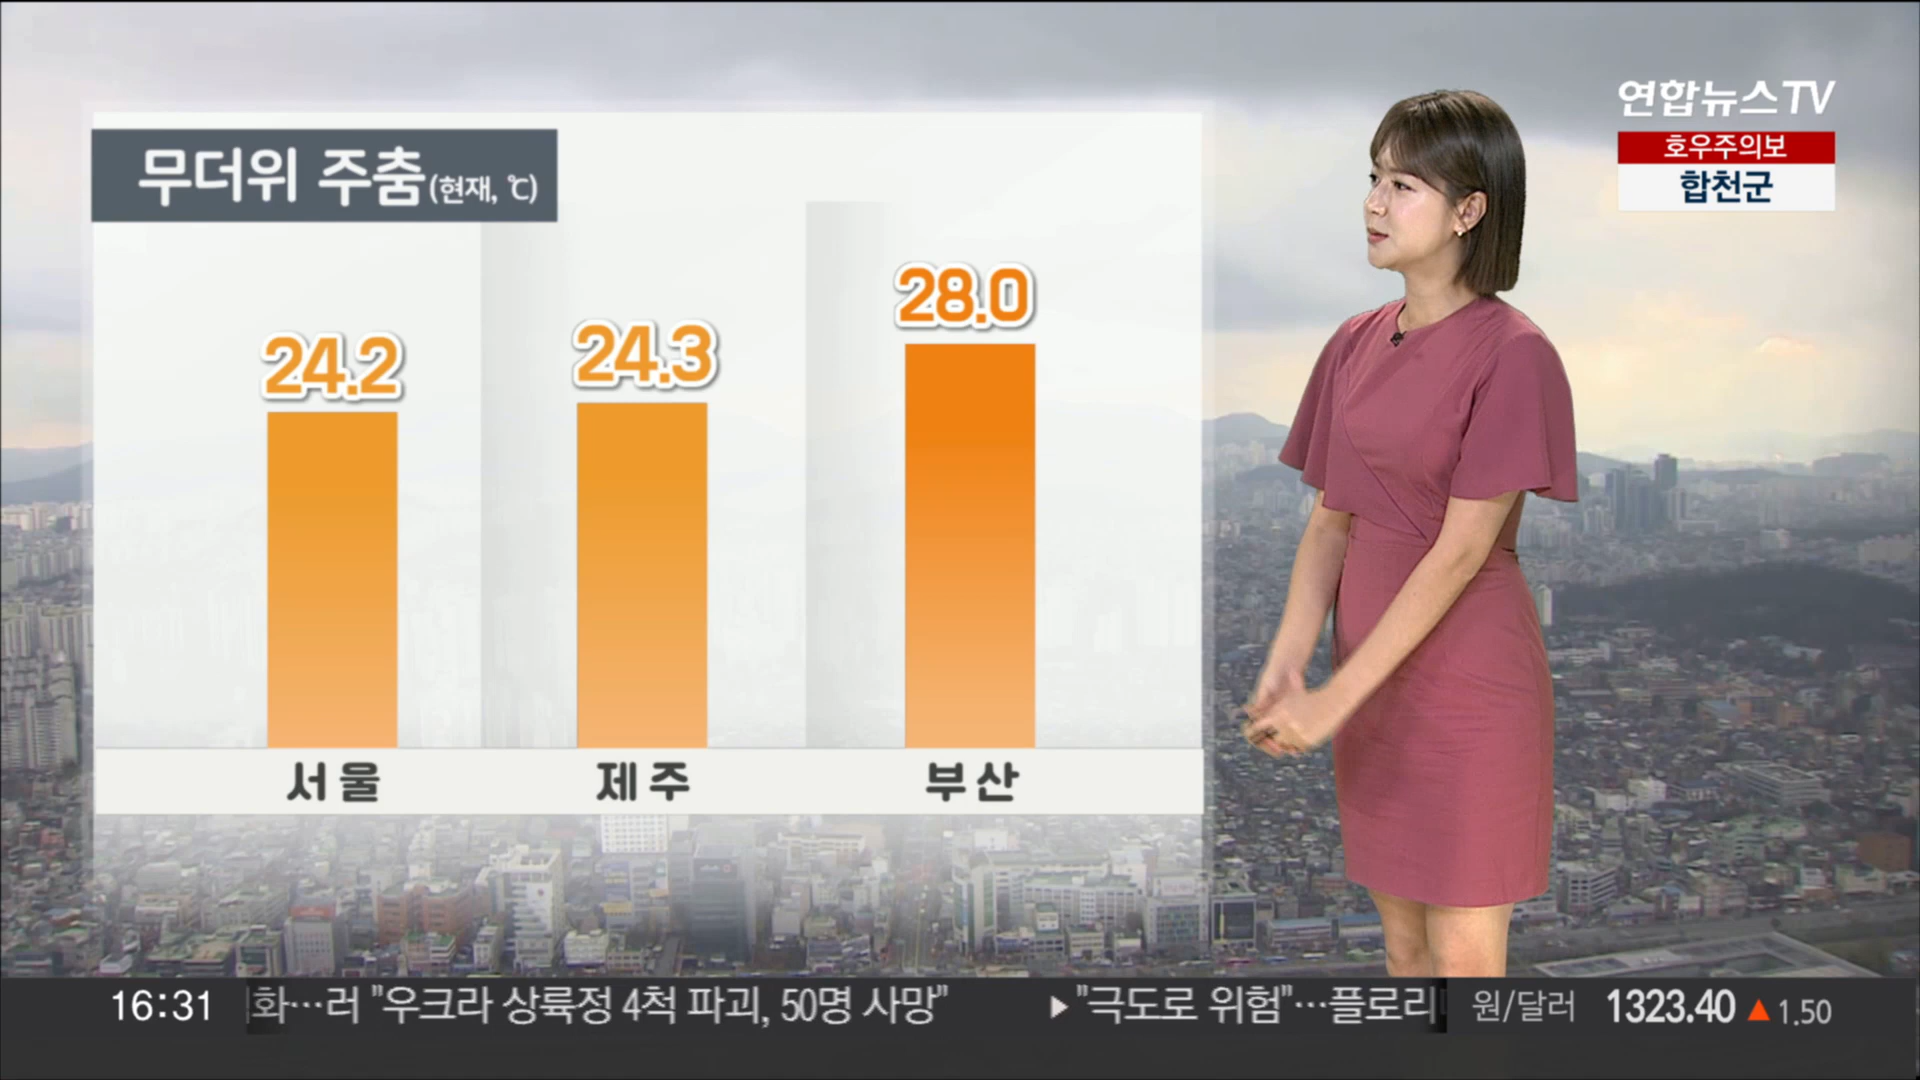 무더위 주춤(현재, ℃)
연합뉴스TV
호우주의보
합천군
24.2
24.3
28.0
서울
제주
부산
16:31
화…러 "우크라 상륙정 4척 파괴, 50명 사망"
▶"극도로 위험"…플로리
원/달러 1323.40 ▲1.50